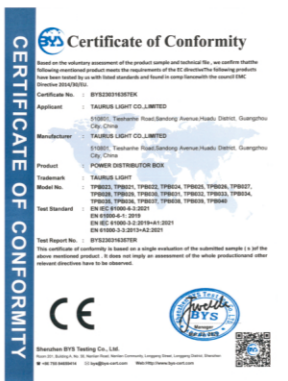 CERTIFICATE OF CONFORMITY
BYS Certificate of Conformity
Based on the voluntary assessment of the product sample and technical file, we confirm that the
following-mentioned product meets the requirements of the EC directive The following products
have been tested by us with listed standards and found in compliance with the council EMC
Directive 2014/30/EU.
Certificate No. : BYS230316357EK
Applicant : TAURUS LIGHT CO.,LIMITED
510801, Tieshanhe Road,Sandong Avenue,Huadu District, Guangzhou
City, China
Manufacturer : TAURUS LIGHT CO.,LIMITED
510801, Tieshanhe Road,Sandong Avenue,Huadu District, Guangzhou
City, China
Product : POWER DISTRIBUTOR BOX
Trademark : TAURUS LIGHT
Model No. : TPB023, TPB021, TPB022, TPB024, TPB025, TPB026, TPB027,
TPB028, TPB029, TPB030, TPB031, TPB032, TPB033, TPB034,
TPB035, TPB036, TPB037, TPB038, TPB039, TPB040
Test Standard : EN IEC 61000-6-3:2021
EN 61000-6-1: 2019
EN IEC 61000-3-2:2019+A1:2021
EN 61000-3-3:2013+A2:2021
Test Report No. : BYS230316357ER
This certificate of conformity is based on a single evaluation of the submitted sample ( s )of the
above mentioned product . It does not imply an assessment of the whole production and other
relevant directives have to be observed.
CE
BYS
Manager
Shenzhen BYS Testing Co., Ltd.